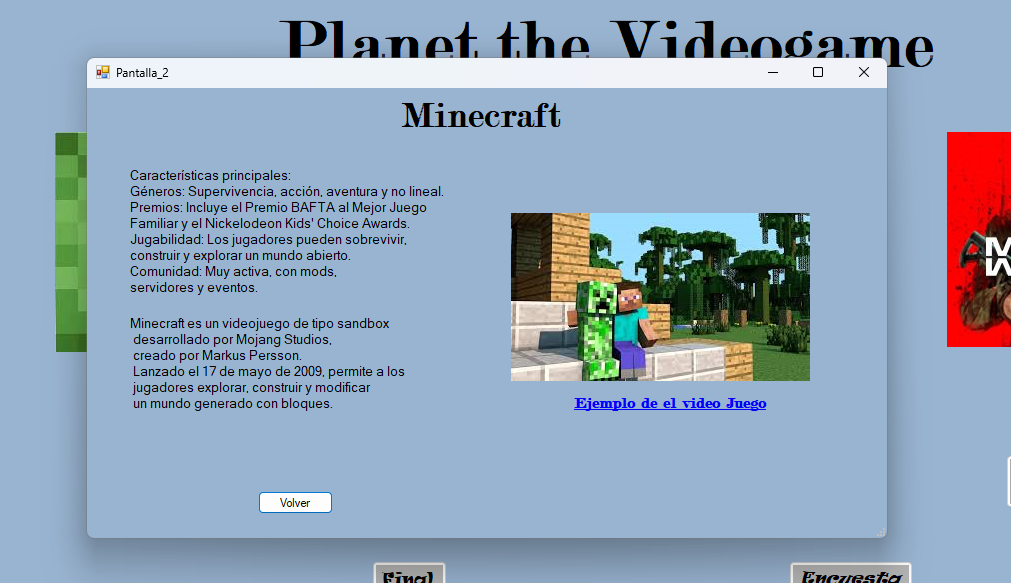 Planet the Videogame
Pantalla_2
Minecraft
Características principales:
Géneros: Supervivencia, acción, aventura y no lineal.
Premios: Incluye el Premio BAFTA al Mejor Juego
Familiar y el Nickelodeon Kids' Choice Awards.
Jugabilidad: Los jugadores pueden sobrevivir,
construir y explorar un mundo abierto.
Comunidad: Muy activa, con mods,
servidores y eventos.
Minecraft es un videojuego de tipo sandbox
desarrollado por Mojang Studios,
creado por Markus Persson.
Lanzado el 17 de mayo de 2009, permite a los
jugadores explorar, construir y modificar
un mundo generado con bloques.
Ejemplo de el video Juego
Volver
Final
Encuesta